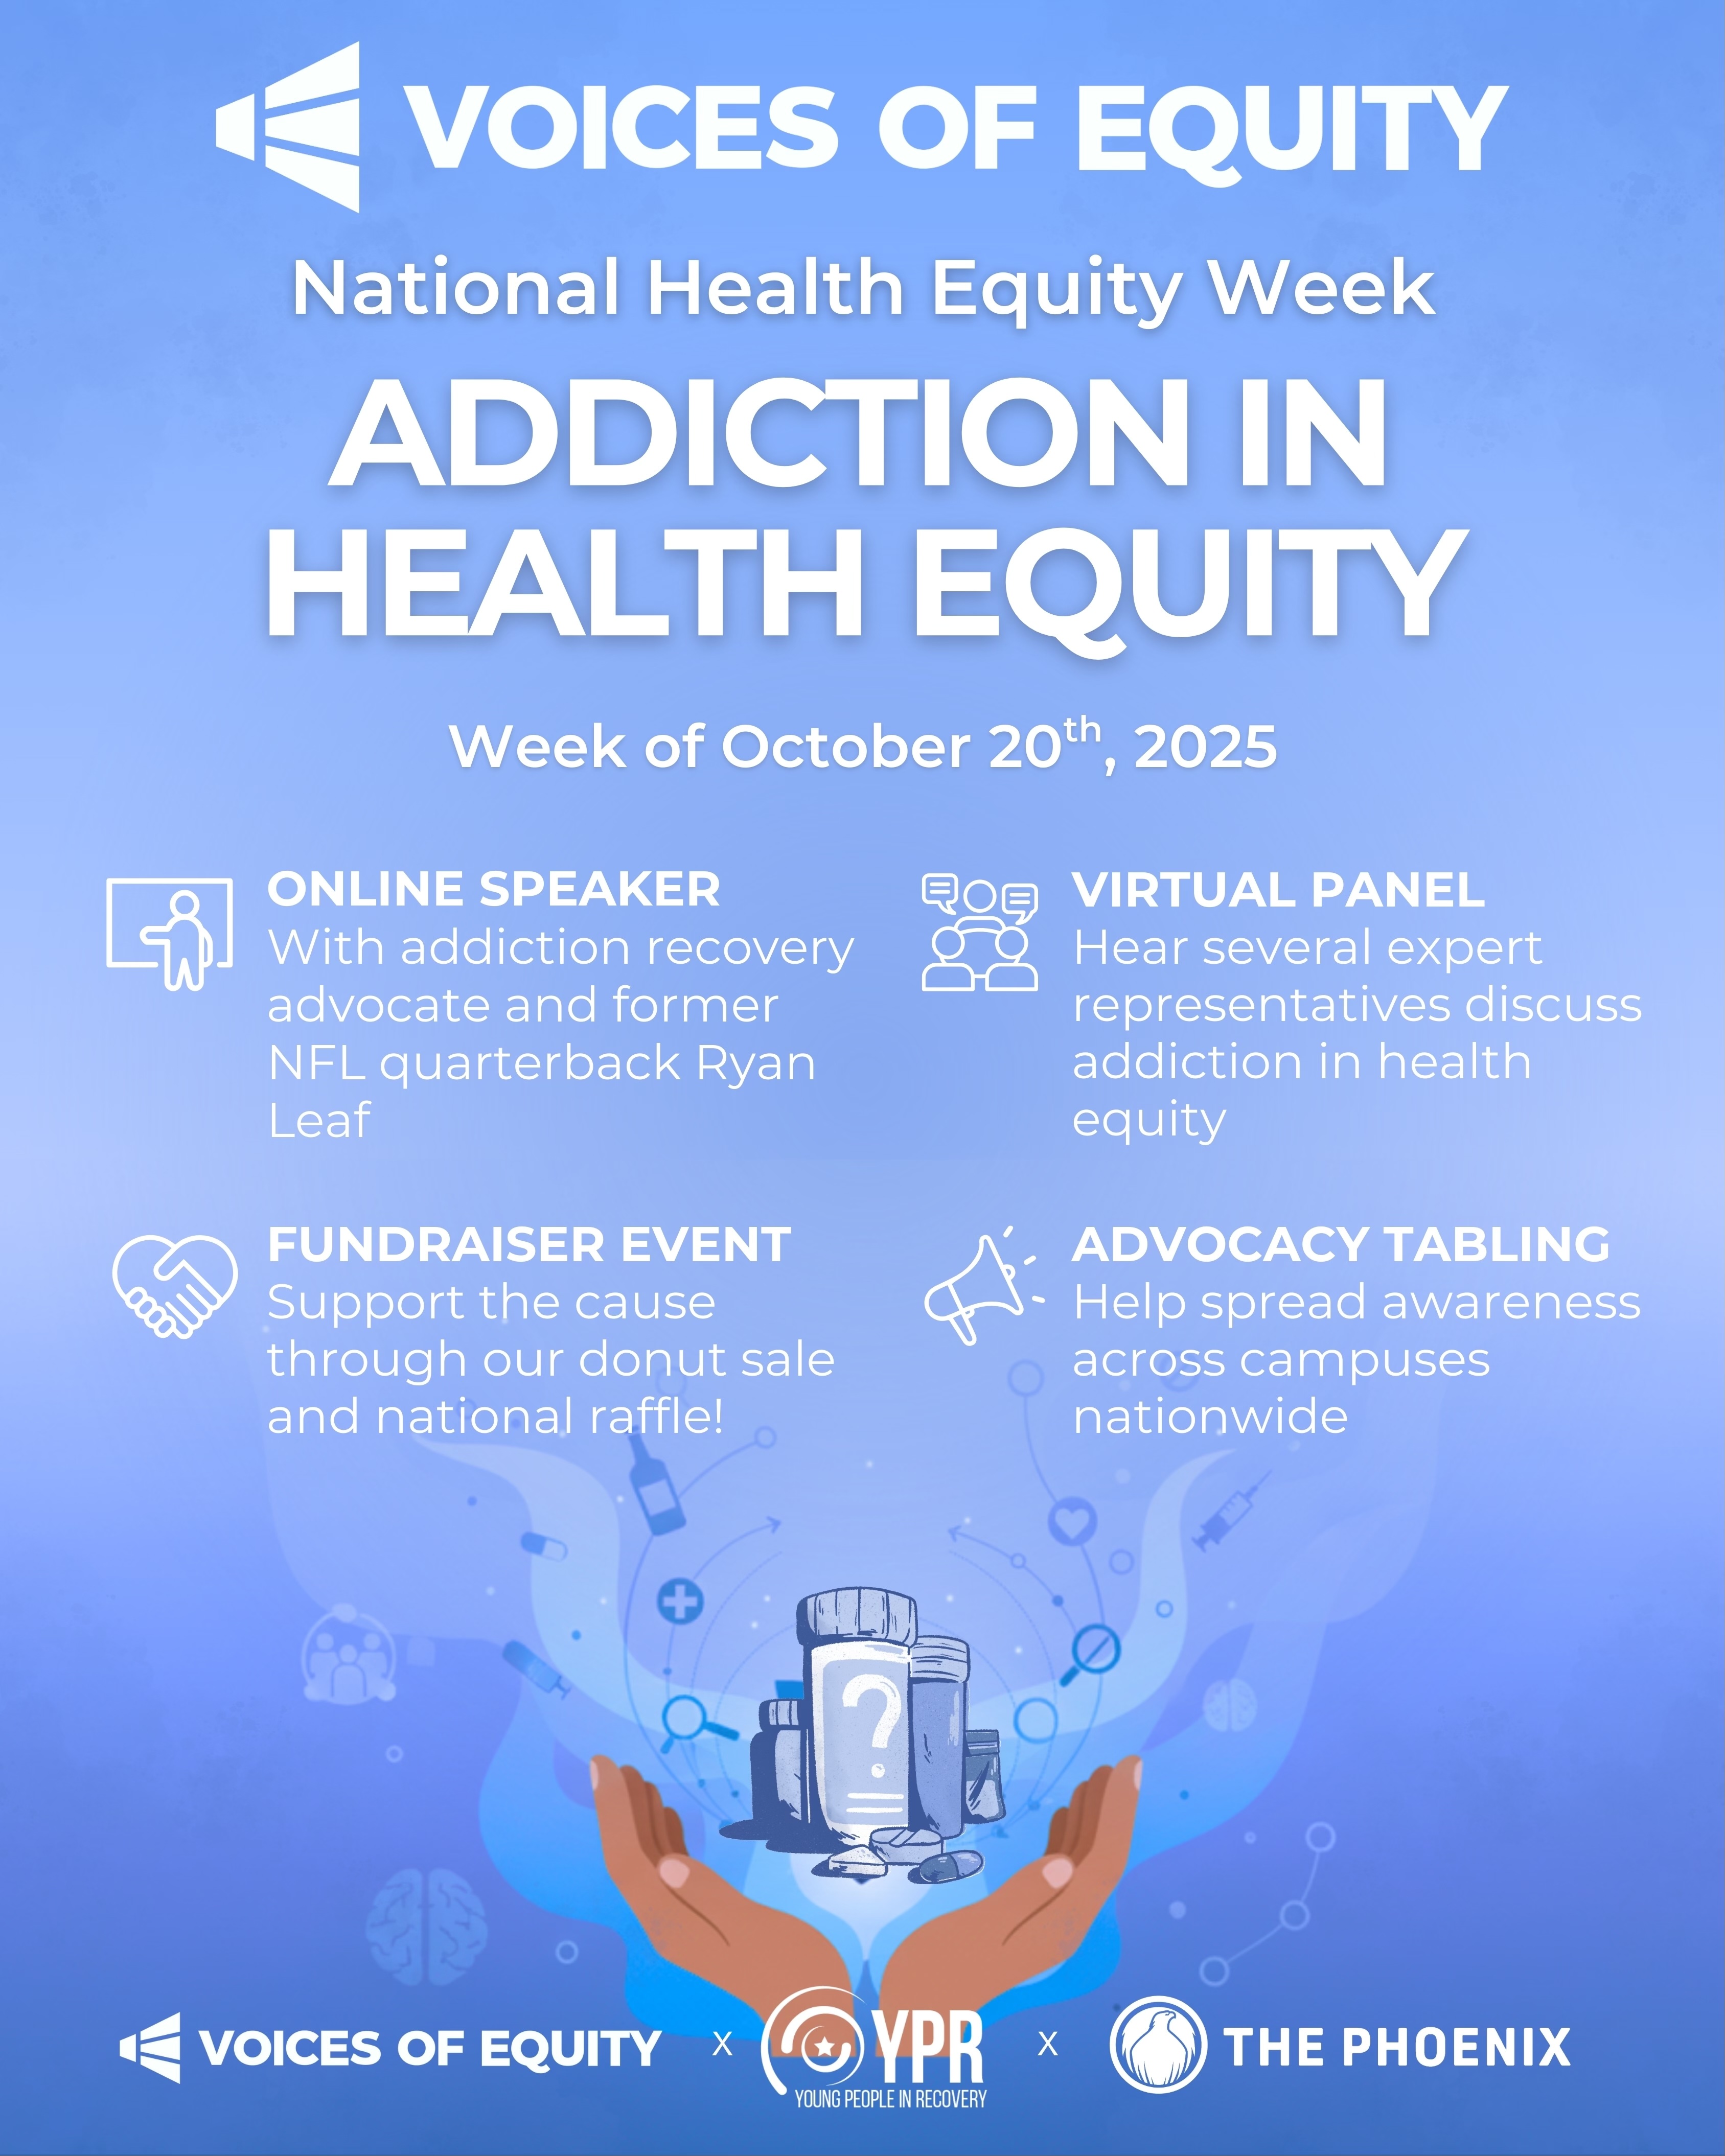 VOICES OF EQUITY
National Health Equity Week
ADDICTION IN
HEALTH EQUITY
Week of October 20th, 2025
ONLINE SPEAKER
With addiction recovery
advocate and former
NFL quarterback Ryan
Leaf
VIRTUAL PANEL
Hear several expert
representatives discuss
addiction in health
equity
FUNDRAISER EVENT
Support the cause
through our donut sale
and national raffle!
ADVOCACY TABLING
Help spread awareness
across campuses
nationwide
?
VOICES OF EQUITY X YPR X THE PHOENIX
YOUNG PEOPLE IN RECOVERY